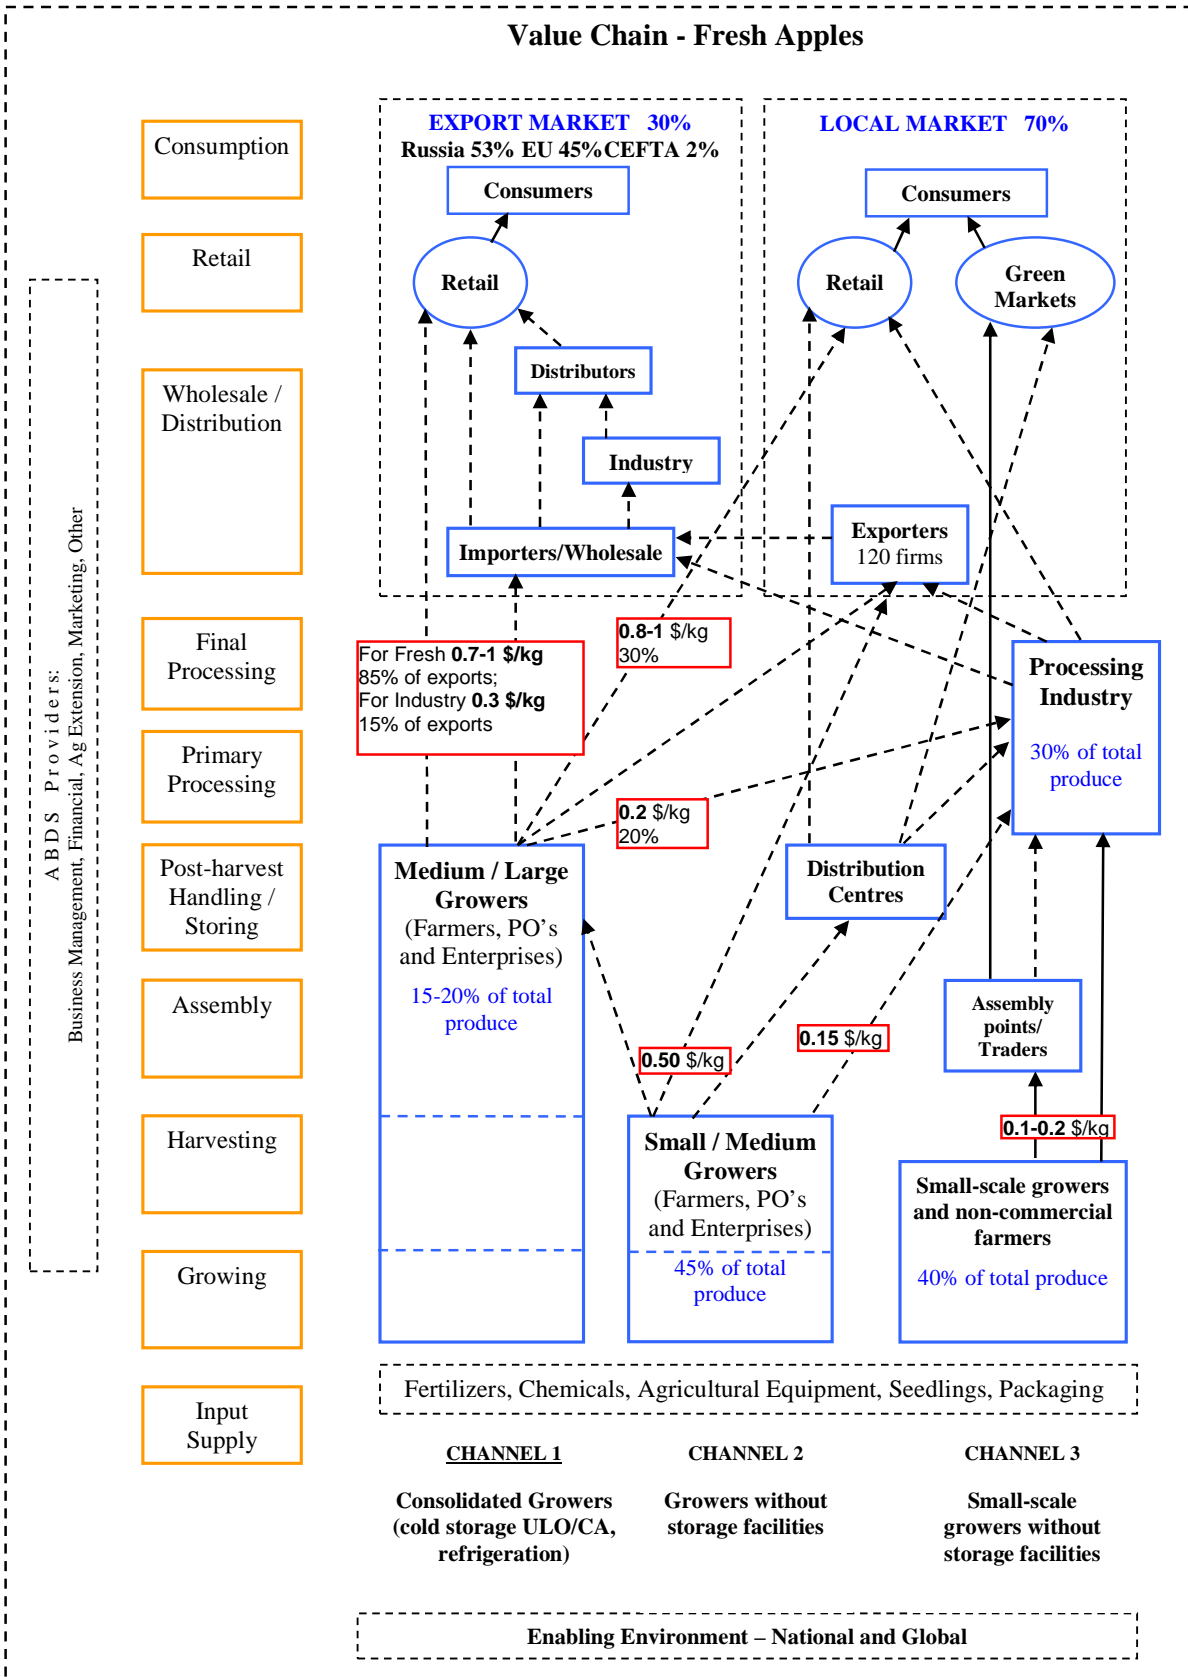 Value Chain - Fresh Apples
Consumption
Retail
Wholesale /
Distribution
Final
Processing
Primary
Processing
Post-harvest
Handling /
Storing
Assembly
Harvesting
Growing
Input
Supply
ABDS Providers:
Business Management, Financial, Ag Extension, Marketing, Other
EXPORT MARKET 30%
Russia 53% EU 45%CEFTA 2%
Consumers
Retail
Distributors
Industry
Importers/Wholesale
LOCAL MARKET 70%
Consumers
Retail
Green
Markets
Exporters
120 firms
For Fresh 0.7-1 $/kg
85% of exports;
For Industry 0.3 $/kg
15% of exports
0.8-1 $/kg
30%
0.2 $/kg
20%
Processing
Industry
30% of total
produce
Medium / Large
Growers
(Farmers, PO's
and Enterprises)
15-20% of total
produce
Distribution
Centres
Assembly
points/
Traders
0.50 $/kg
0.15 $/kg
0.1-0.2 $/kg
Small / Medium
Growers
(Farmers, PO's
and Enterprises)
45% of total
produce
Small-scale growers
and non-commercial
farmers
40% of total produce
Fertilizers, Chemicals, Agricultural Equipment, Seedlings, Packaging
CHANNEL 1
Consolidated Growers
(cold storage ULO/CA,
refrigeration)
CHANNEL 2
Growers without
storage facilities
CHANNEL 3
Small-scale
growers without
storage facilities
Enabling Environment – National and Global